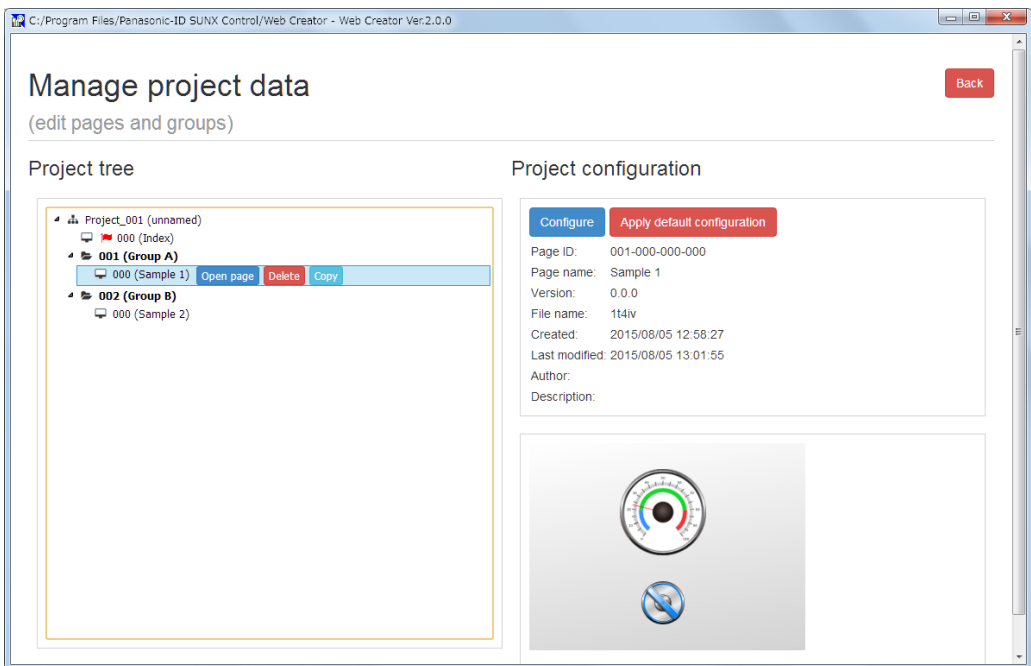 C:/Program Files/Panasonic-ID SUNX Control/Web Creator - Web Creator Ver.2.0.0
Manage project data
Back
(edit pages and groups)
Project tree
Project_001 (unnamed)
000 (Index)
001 (Group A)
000 (Sample 1) Open page Delete Copy
002 (Group B)
000 (Sample 2)
Project configuration
Configure Apply default configuration
Page ID: 001-000-000-000
Page name: Sample 1
Version: 0.0.0
File name: 1t4iv
Created: 2015/08/05 12:58:27
Last modified: 2015/08/05 13:01:55
Author:
Description: